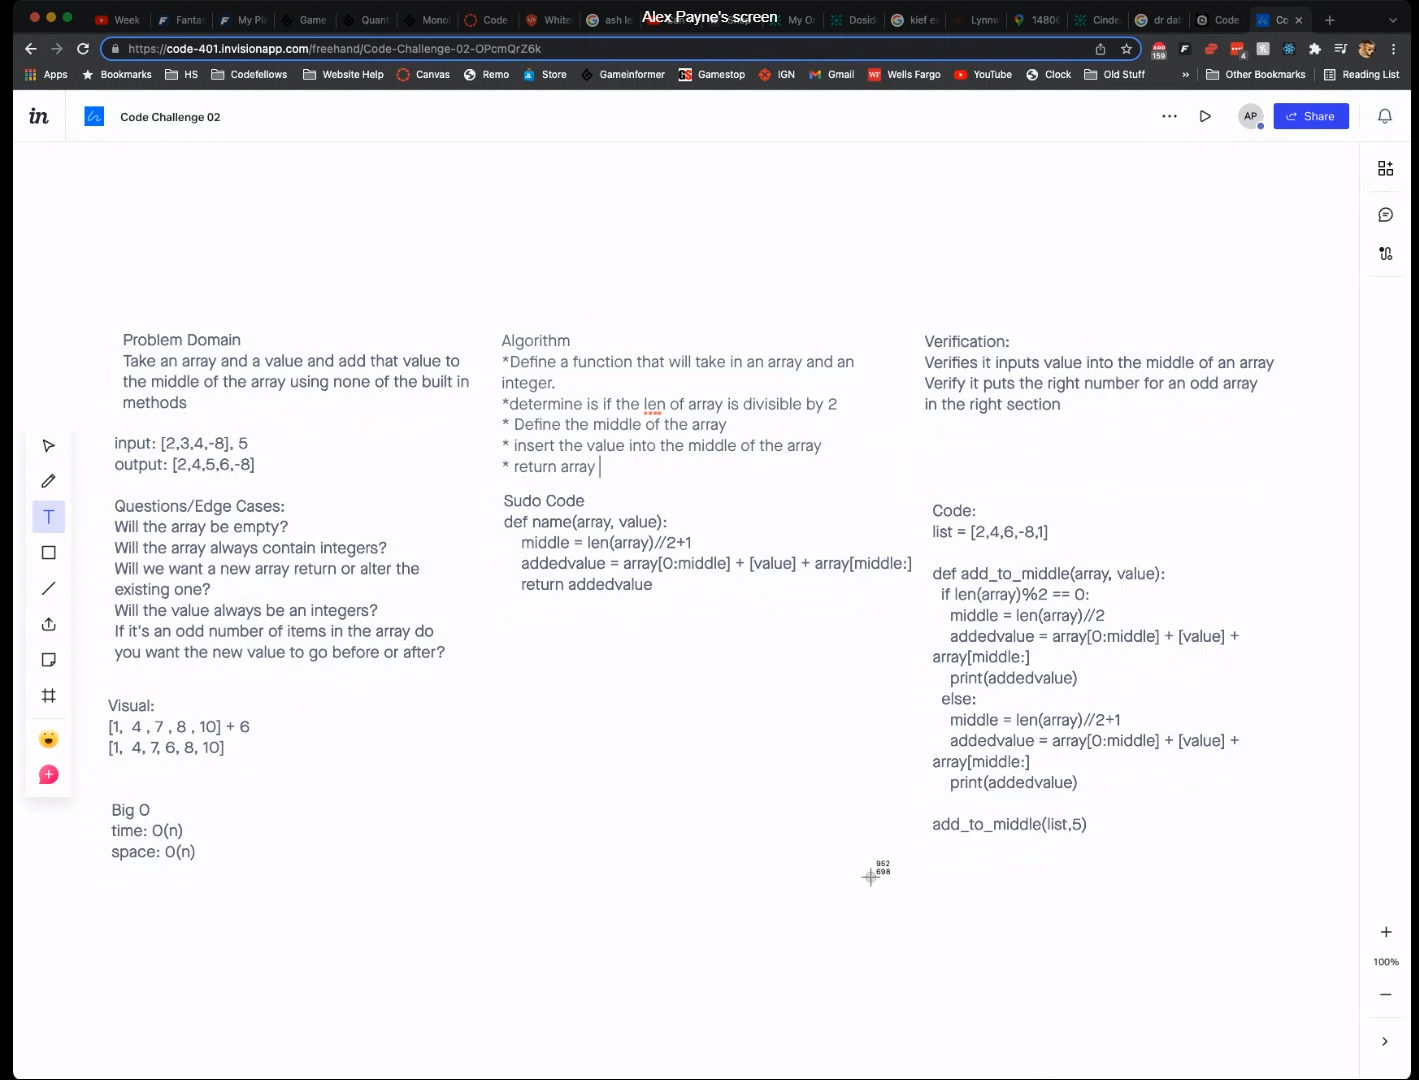 Alex Payne's screen
Week
Fanta
My Pla
Game
Quant
Mono
Code
White
ash le
My Or
Dosid
kief e
Lynnw
1480
Cinde
dr dab
Code
Co
https://code-401.invisionapp.com/freehand/Code-Challenge-02-OPcmQrZ6k
159
4
Apps
Bookmarks
HS
Codefellows
Website Help
Canvas
Remo
Store
Gameinformer
GS
Gamestop
IGN
Gmail
WF
Wells Fargo
YouTube
Clock
Old Stuff
»
Other Bookmarks
Reading List
in
Code Challenge 02
AP
Share
Problem Domain
Take an array and a value and add that value to
the middle of the array using none of the built in
methods
input: [2,3,4,-8], 5
output: [2,4,5,6,-8]
Questions/Edge Cases:
Will the array be empty?
Will the array always contain integers?
Will we want a new array return or alter the
existing one?
Will the value always be an integers?
If it's an odd number of items in the array do
you want the new value to go before or after?
Visual:
[1, 4 , 7 , 8 , 10] + 6
[1, 4, 7, 6, 8, 10]
Big O
time: O(n)
space: O(n)
Algorithm
*Define a function that will take in an array and an
integer.
*determine is if the len of array is divisible by 2
* Define the middle of the array
* insert the value into the middle of the array
* return array
Sudo Code
def name(array, value):
middle = len(array)//2+1
addedvalue = array[0:middle] + [value] + array[middle:]
return addedvalue
Verification:
Verifies it inputs value into the middle of an array
Verify it puts the right number for an odd array
in the right section
Code:
list = [2,4,6,-8,1]
def add_to_middle(array, value):
if len(array)%2 == 0:
middle = len(array)//2
addedvalue = array[0:middle] + [value] +
array[middle:]
print(addedvalue)
else:
middle = len(array)//2+1
addedvalue = array[0:middle] + [value] +
array[middle:]
print(addedvalue)
add_to_middle(list,5)
952
698
T
100%